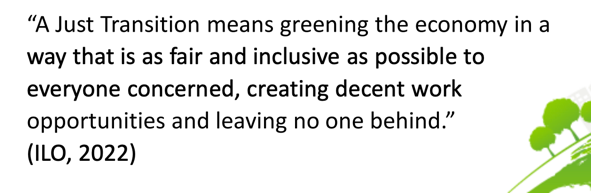 “A Just Transition means greening the economy in a
way that is as fair and inclusive as possible to
everyone concerned, creating decent work
opportunities and leaving no one behind.”
(ILO, 2022)